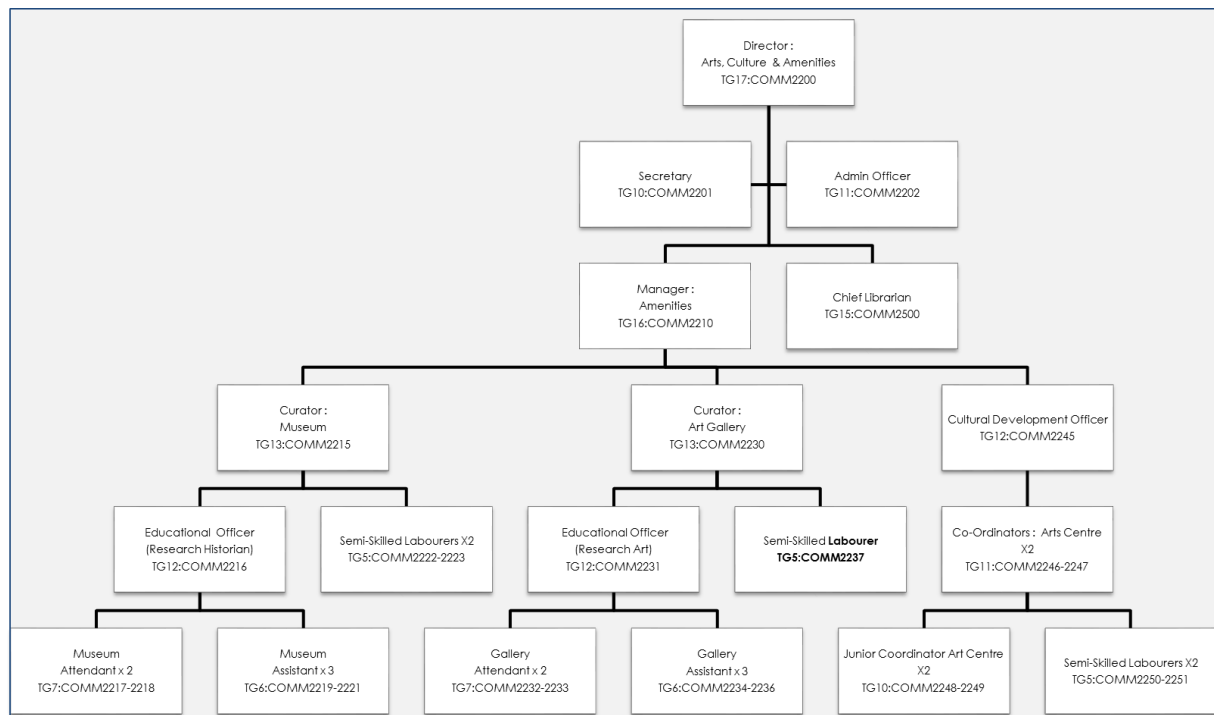 Director :
Arts, Culture & Amenities
TG17:COMM2200
Secretary
TG10:COMM2201
Admin Officer
TG11:COMM2202
Manager :
Amenities
TG16:COMM2210
Chief Librarian
TG15:COMM2500
Curator :
Museum
TG13:COMM2215
Curator :
Art Gallery
TG13:COMM2230
Cultural Development Officer
TG12:COMM2245
Educational Officer
(Research Historian)
TG12:COMM2216
Semi-Skilled Labourers X2
TG5:COMM2222-2223
Educational Officer
(Research Art)
TG12:COMM2231
Semi-Skilled Labourer
TG5:COMM2237
Co-Ordinators : Arts Centre
X2
TG11:COMM2246-2247
Museum
Attendant x 2
TG7:COMM2217-2218
Museum
Assistant x 3
TG6:COMM2219-2221
Gallery
Attendant x 2
TG7:COMM2232-2233
Gallery
Assistant x 3
TG6:COMM2234-2236
Junior Coordinator Art Centre
X2
TG10:COMM2248-2249
Semi-Skilled Labourers X2
TG5:COMM2250-2251